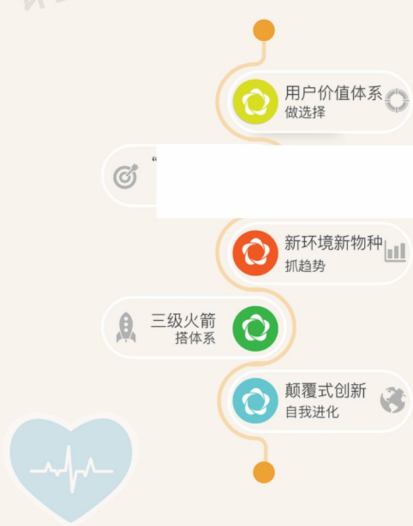 用户价值体系
做选择
“
新环境新物种
抓趋势
三级火箭
搭体系
颠覆式创新
自我进化